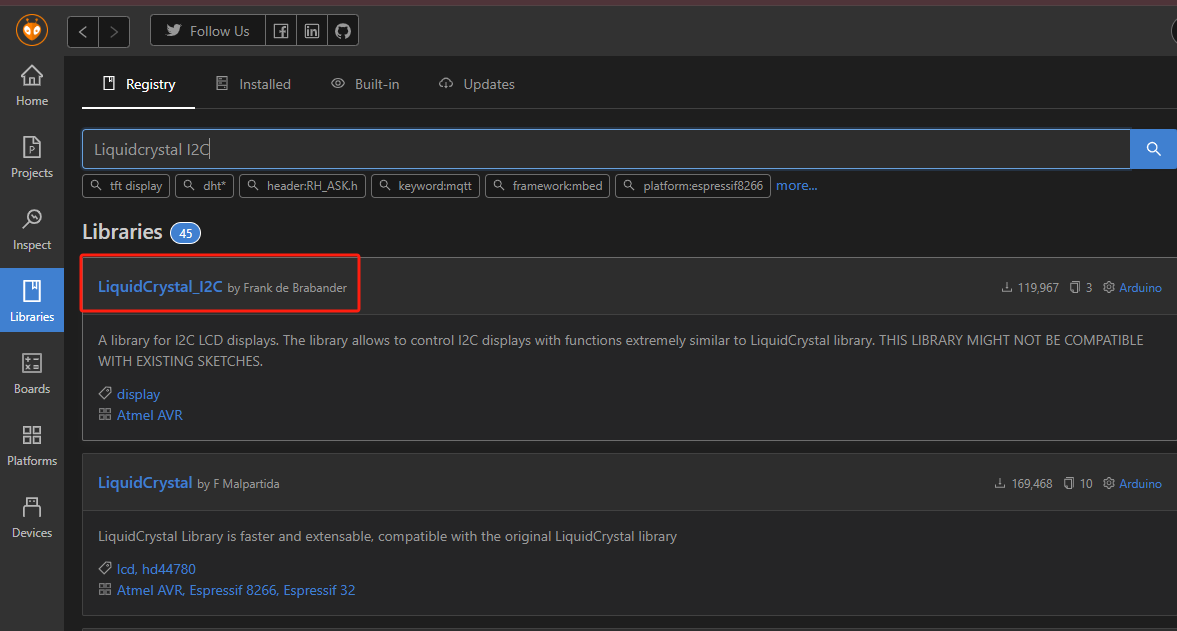 Follow Us
Home
Projects
Inspect
Libraries
Boards
Platforms
Devices
Registry Installed Built-in Updates
Liquidcrystal I2C
tft display dht* header:RH_ASK.h keyword:mqtt framework:mbed platform:espressif8266 more...
Libraries 45
LiquidCrystal_I2C by Frank de Brabander 119,967 3 Arduino
A library for I2C LCD displays. The library allows to control I2C displays with functions extremely similar to LiquidCrystal library. THIS LIBRARY MIGHT NOT BE COMPATIBLE
WITH EXISTING SKETCHES.
display
Atmel AVR
LiquidCrystal by F Malpartida 169,468 10 Arduino
LiquidCrystal Library is faster and extensable, compatible with the original LiquidCrystal library
lcd, hd44780
Atmel AVR, Espressif 8266, Espressif 32